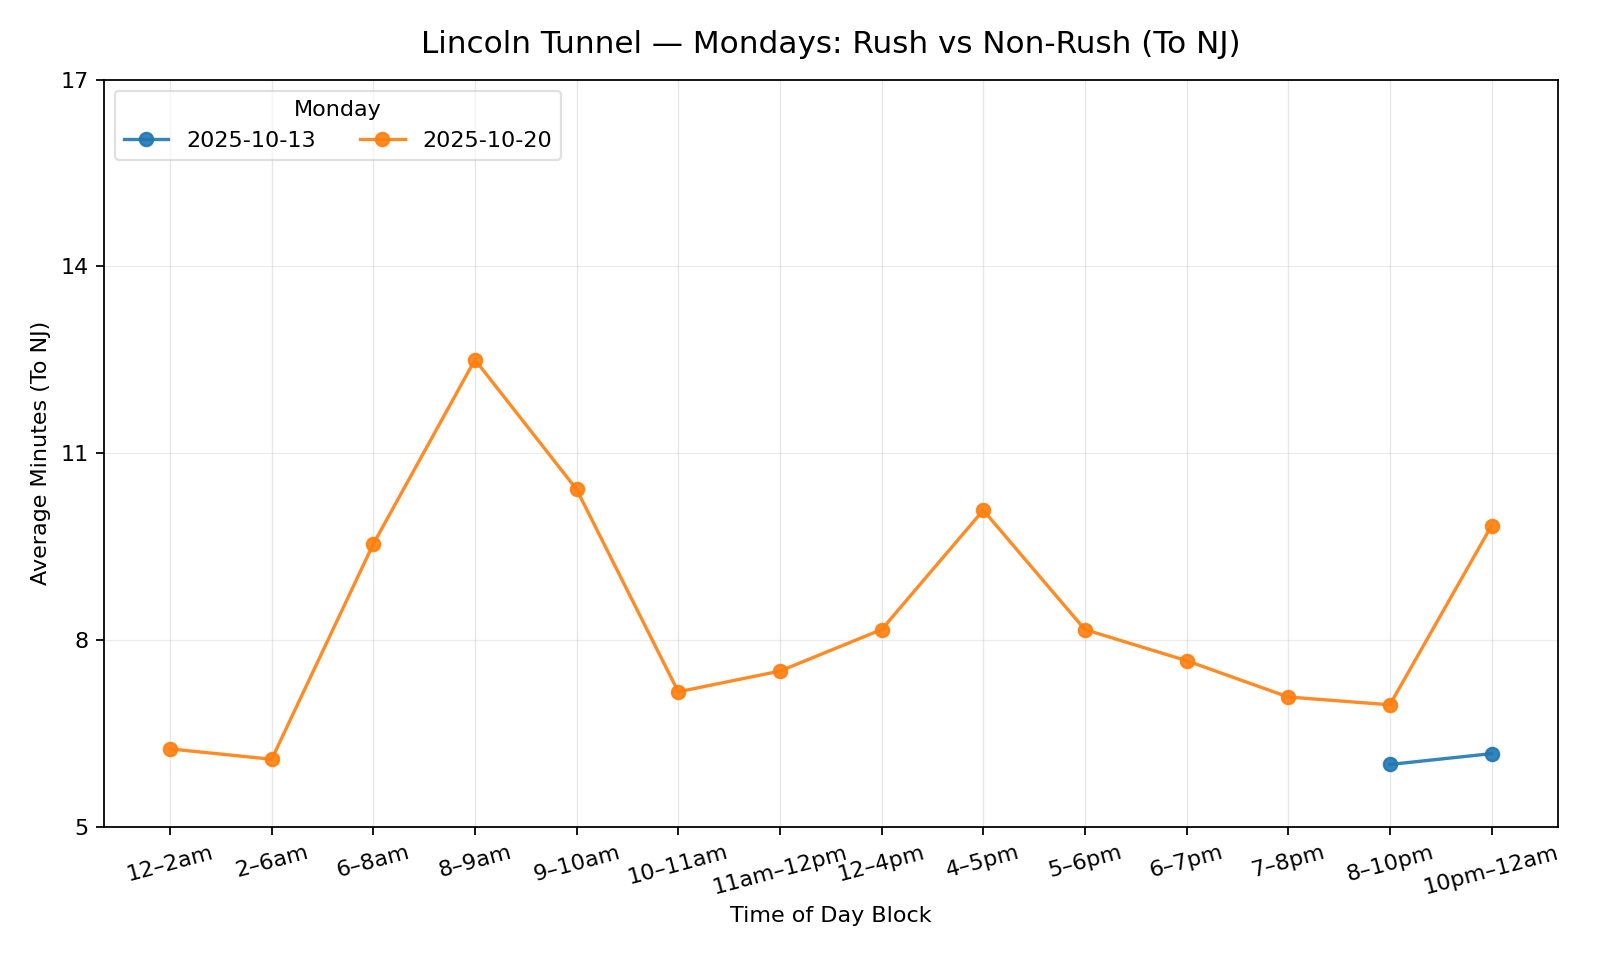 Lincoln Tunnel — Mondays: Rush vs Non-Rush (To NJ)
Monday
2025-10-13 2025-10-20
Average Minutes (To NJ)
17
14
11
8
5
12–2am 2–6am 6–8am 8–9am 9–10am 10–11am 11am–12pm 12–4pm 4–5pm 5–6pm 6–7pm 7–8pm 8–10pm 10pm–12am
Time of Day Block